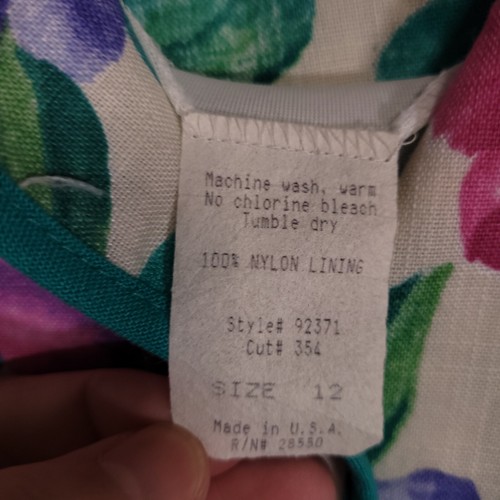 Machine wash, warm
No chlorine bleach
Tumble dry
100% NYLON LINING
Style# 92371
Cut# 354
SIZE 12
Made in U.S.A.
R/N# 28550